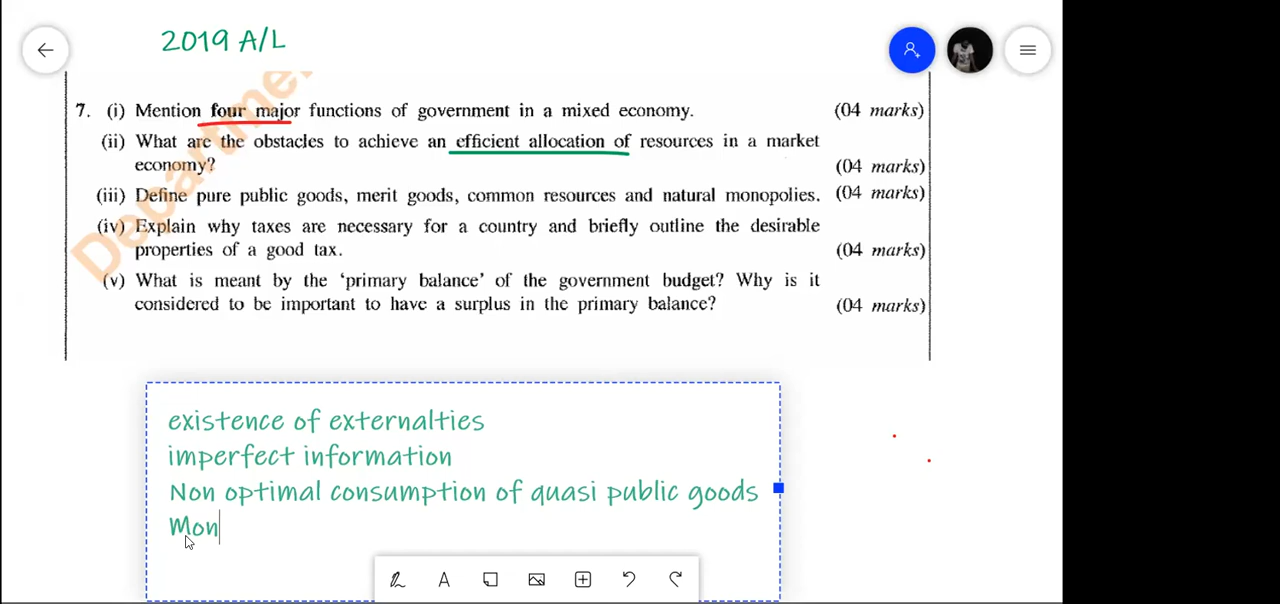 2019 A/L
7. (i) Mention four major functions of government in a mixed economy. (04 marks)
(ii) What are the obstacles to achieve an efficient allocation of resources in a market
economy? (04 marks)
(iii) Define pure public goods, merit goods, common resources and natural monopolies. (04 marks)
(iv) Explain why taxes are necessary for a country and briefly outline the desirable
properties of a good tax. (04 marks)
(v) What is meant by the ‘primary balance’ of the government budget? Why is it
considered to be important to have a surplus in the primary balance? (04 marks)
existence of externalties
imperfect information
Non optimal consumption of quasi public goods
Mon